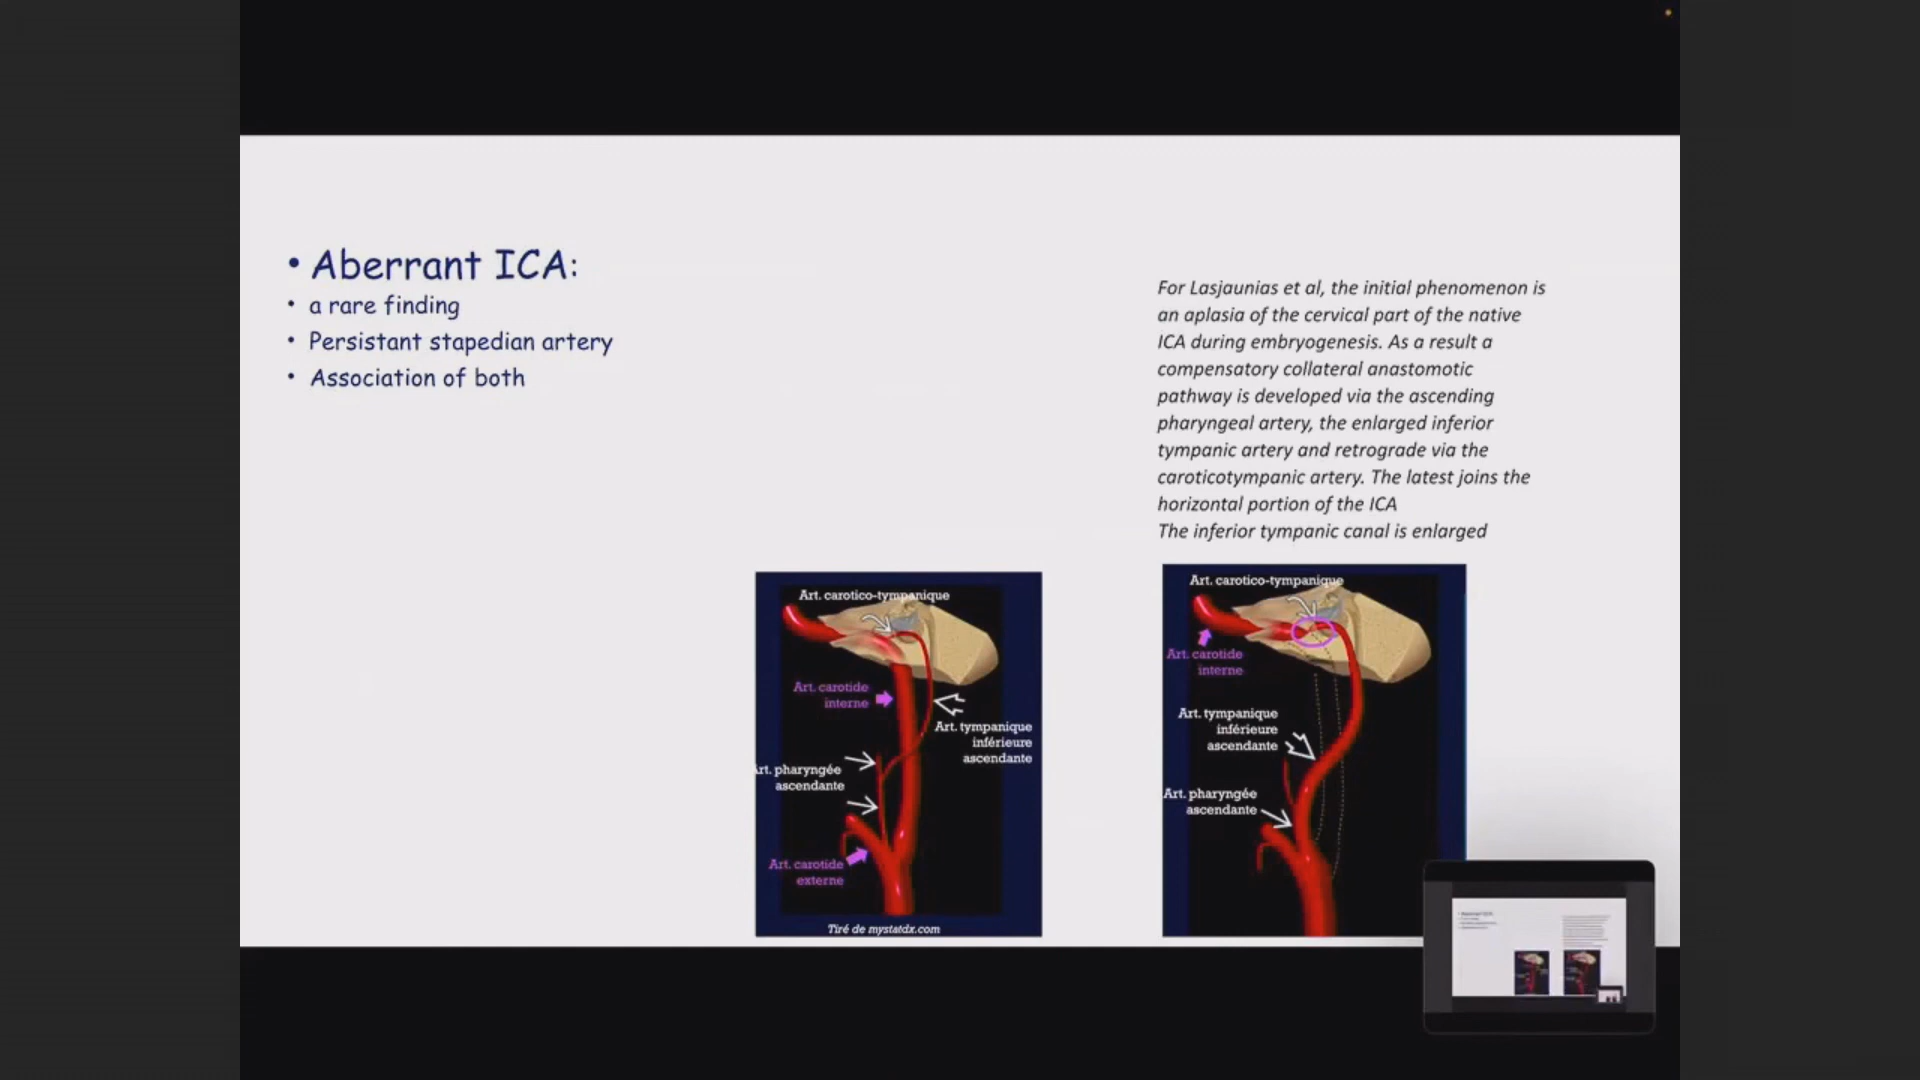 • Aberrant ICA:
• a rare finding
• Persistant stapedian artery
• Association of both
For Lasjaunias et al, the initial phenomenon is
an aplasia of the cervical part of the native
ICA during embryogenesis. As a result a
compensatory collateral anastomotic
pathway is developed via the ascending
pharyngeal artery, the enlarged inferior
tympanic artery and retrograde via the
caroticotympanic artery. The latest joins the
horizontal portion of the ICA
The inferior tympanic canal is enlarged
Art. carotico-tympanique
Art. carotide
interne
Art. tympanique
inférieure
ascendante
Art. pharyngée
ascendante
Art. carotide
externe
Tiré de mystatdx.com
Art. carotico-tympanique
Art. carotide
interne
Art. tympanique
inférieure
ascendante
Art. pharyngée
ascendante